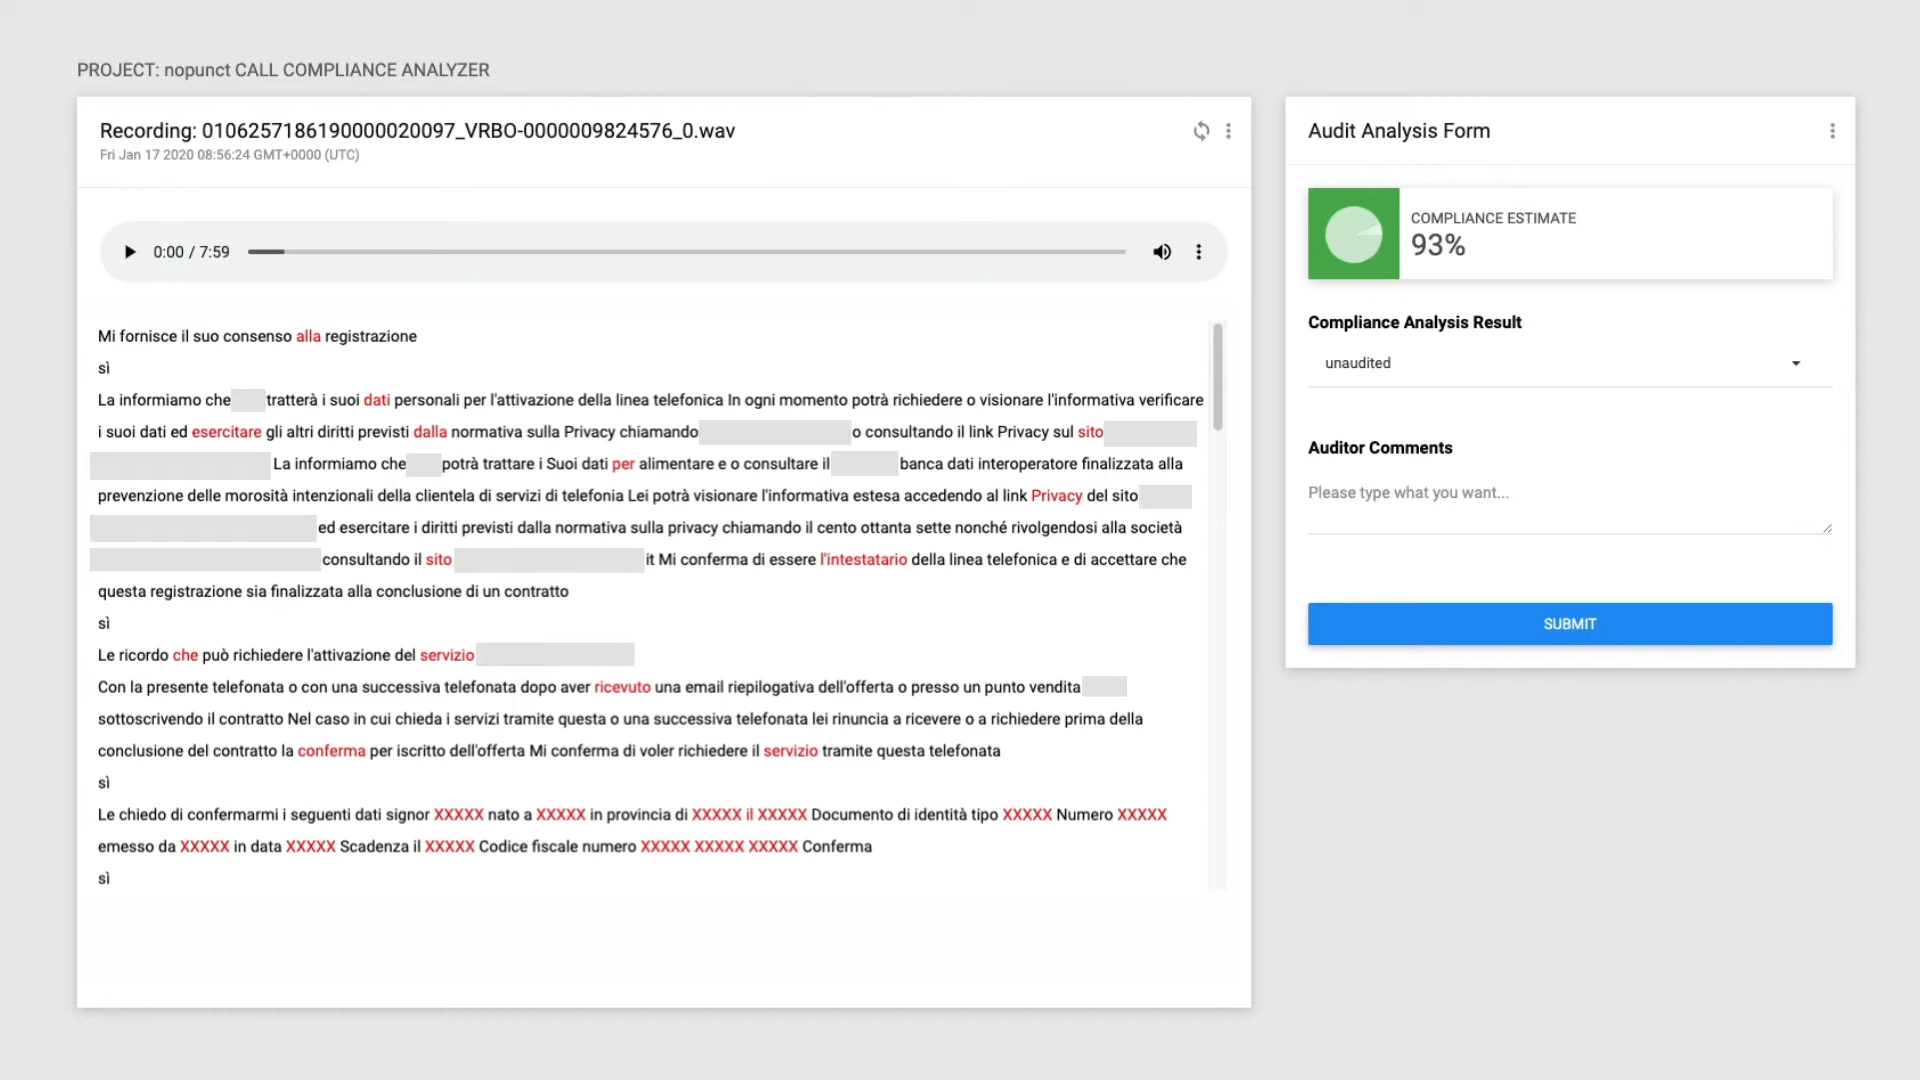 PROJECT: nopunct CALL COMPLIANCE ANALYZER
Recording: 0106257186190000020097_VRBO-0000009824576_0.wav
Fri Jan 17 2020 08:56:24 GMT+0000 (UTC)
0:00 / 7:59
Mi fornisce il suo consenso alla registrazione
sì
La informiamo che tratterà i suoi dati personali per l'attivazione della linea telefonica In ogni momento potrà richiedere o visionare l'informativa verificare
i suoi dati ed esercitare gli altri diritti previsti dalla normativa sulla Privacy chiamando o consultando il link Privacy sul sito
La informiamo che potrà trattare i Suoi dati per alimentare e o consultare il banca dati interoperatore finalizzata alla
prevenzione delle morosità intenzionali della clientela di servizi di telefonia Lei potrà visionare l'informativa estesa accedendo al link Privacy del sito
ed esercitare i diritti previsti dalla normativa sulla privacy chiamando il cento ottanta sette nonché rivolgendosi alla società
consultando il sito it Mi conferma di essere l'intestatario della linea telefonica e di accettare che
questa registrazione sia finalizzata alla conclusione di un contratto
sì
Le ricordo che può richiedere l'attivazione del servizio
Con la presente telefonata o con una successiva telefonata dopo aver ricevuto una email riepilogativa dell'offerta o presso un punto vendita
sottoscrivendo il contratto Nel caso in cui chieda i servizi tramite questa o una successiva telefonata lei rinuncia a ricevere o a richiedere prima della
conclusione del contratto la conferma per iscritto dell'offerta Mi conferma di voler richiedere il servizio tramite questa telefonata
sì
Le chiedo di confermarmi i seguenti dati signor XXXXX nato a XXXXX in provincia di XXXXX il XXXXX Documento di identità tipo XXXXX Numero XXXXX
emesso da XXXXX in data XXXXX Scadenza il XXXXX Codice fiscale numero XXXXX XXXXX XXXXX Conferma
sì
Audit Analysis Form
COMPLIANCE ESTIMATE
93%
Compliance Analysis Result
unaudited
Auditor Comments
Please type what you want...
SUBMIT